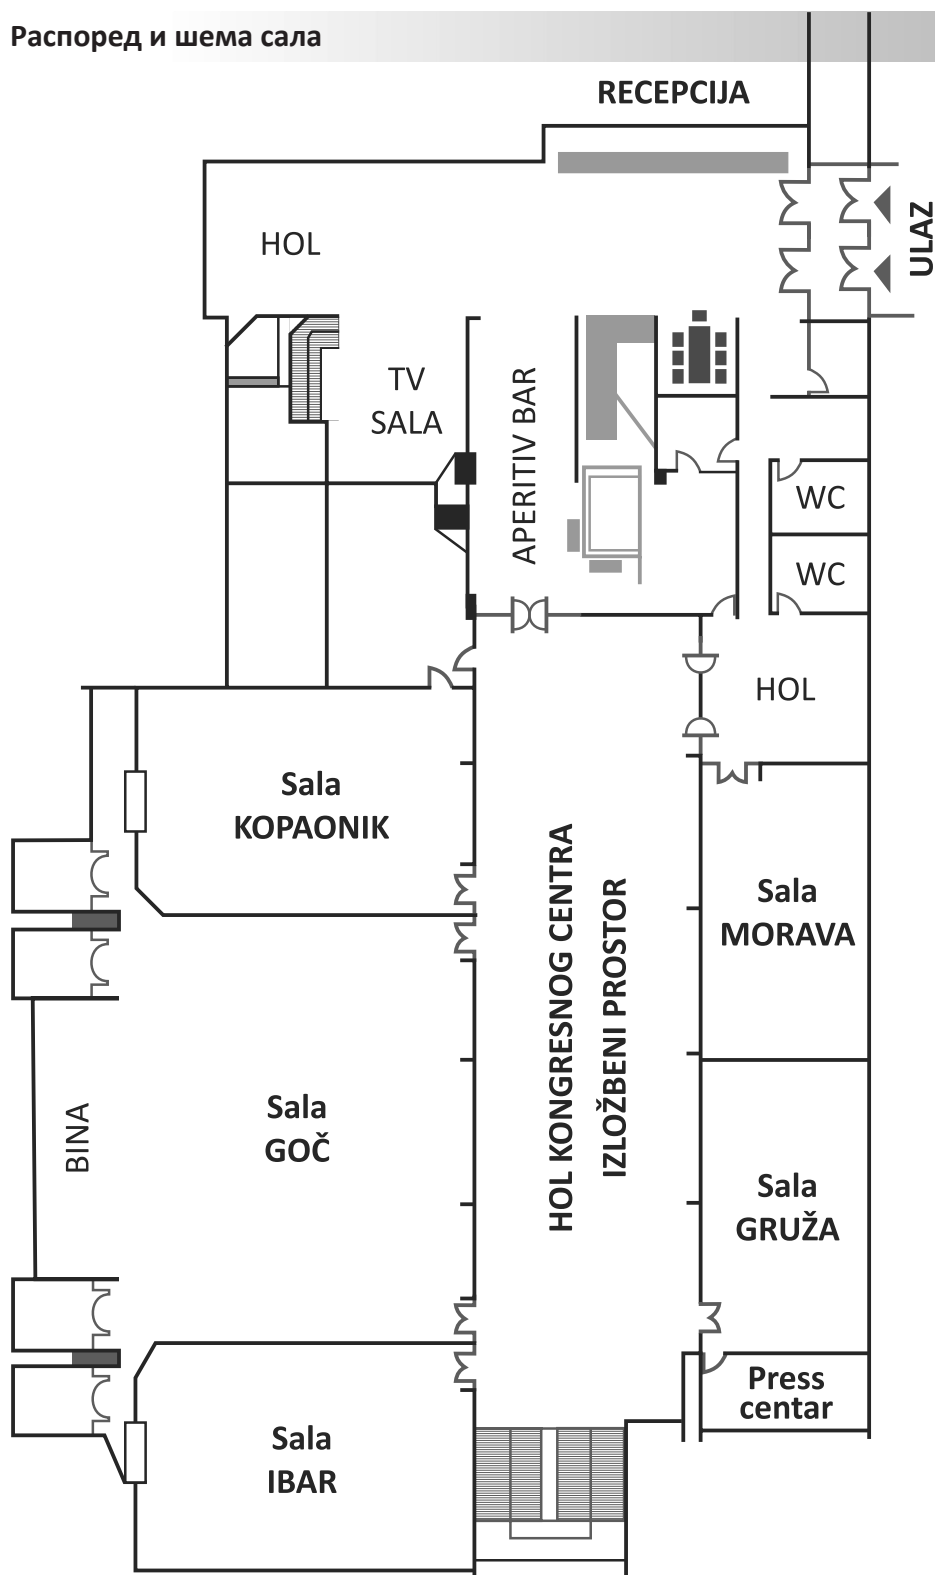 Распоред и шема сала
RECEPCIJA
ULAZ
HOL
TV
SALA
APERITIV BAR
WC
WC
HOL
Sala
KOPAONIK
HOL KONGRESNOG CENTRA
IZLOŽBENI PROSTOR
Sala
MORAVA
BINA
Sala
GOČ
Sala
GRUŽA
Press
centar
Sala
IBAR